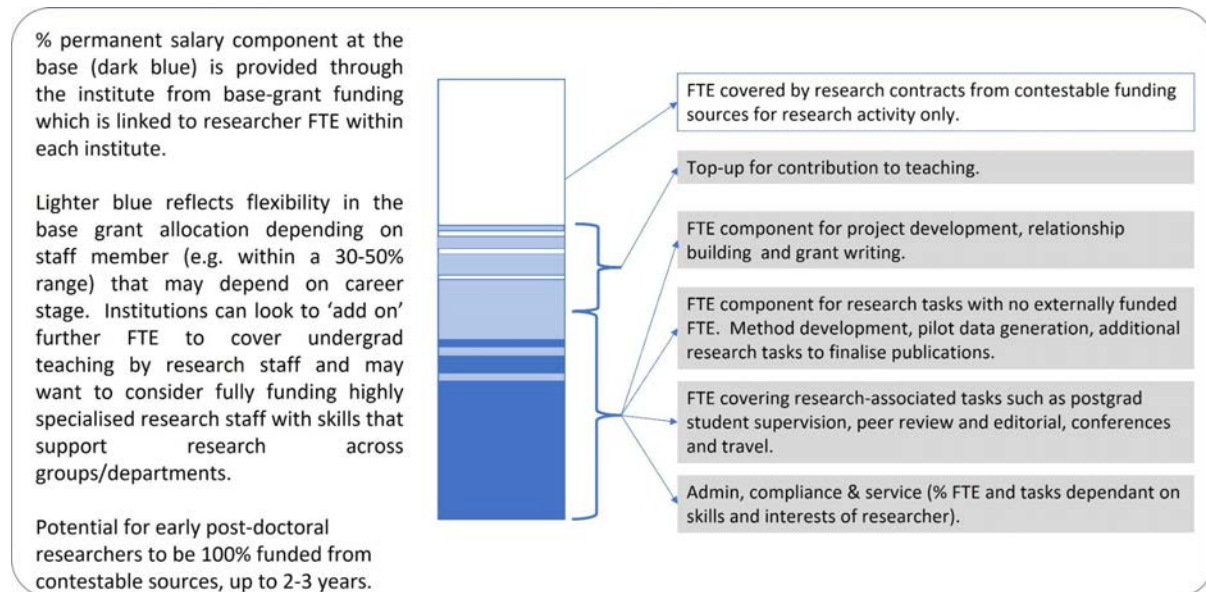 % permanent salary component at the
base (dark blue) is provided through
the institute from base-grant funding
which is linked to researcher FTE within
each institute.
Lighter blue reflects flexibility in the
base grant allocation depending on
staff member (e.g. within a 30-50%
range) that may depend on career
stage. Institutions can look to ‘add on’
further FTE to cover undergrad
teaching by research staff and may
want to consider fully funding highly
specialised research staff with skills that
support research across
groups/departments.
Potential for early post-doctoral
researchers to be 100% funded from
contestable sources, up to 2-3 years.
FTE covered by research contracts from contestable funding
sources for research activity only.
Top-up for contribution to teaching.
FTE component for project development, relationship
building and grant writing.
FTE component for research tasks with no externally funded
FTE. Method development, pilot data generation, additional
research tasks to finalise publications.
FTE covering research-associated tasks such as postgrad
student supervision, peer review and editorial, conferences
and travel.
Admin, compliance & service (% FTE and tasks dependant on
skills and interests of researcher).